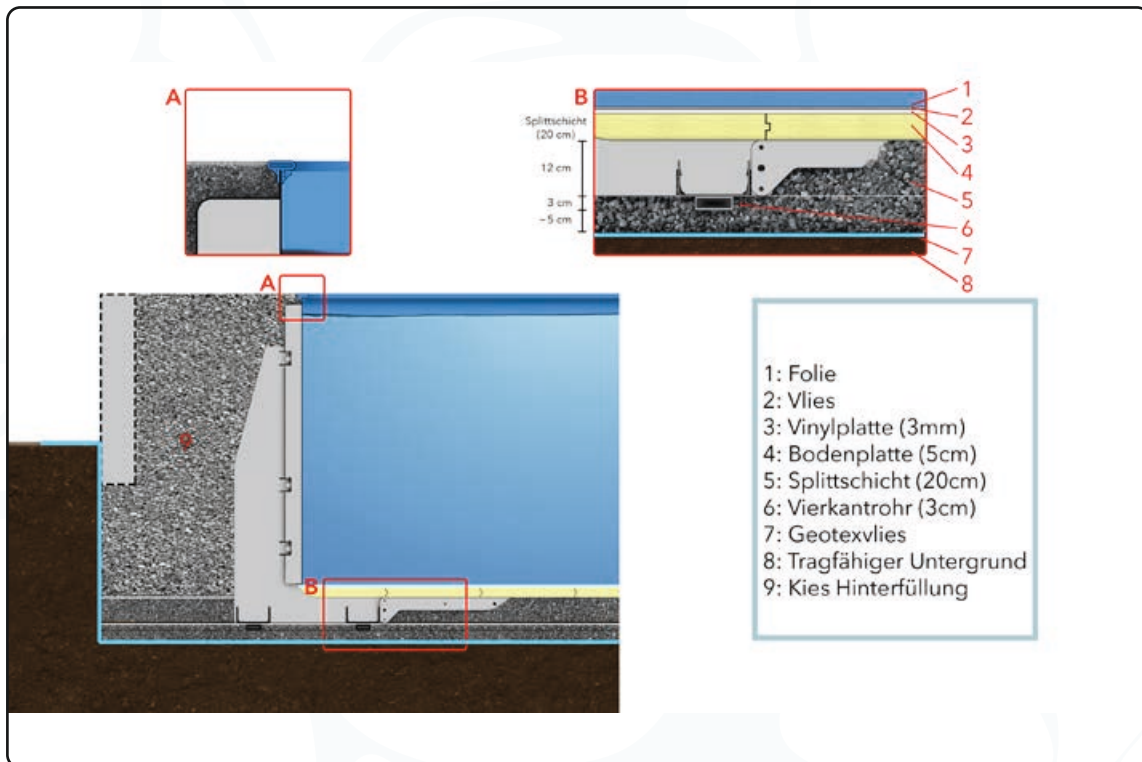 A
B
Splittschicht
(20 cm)
12 cm
3 cm
~5 cm
1
2
3
4
5
6
7
8
A
9
B
1: Folie
2: Vlies
3: Vinylplatte (3mm)
4: Bodenplatte (5cm)
5: Splittschicht (20cm)
6: Vierkantrohr (3cm)
7: Geotexvlies
8: Tragfähiger Untergrund
9: Kies Hinterfüllung